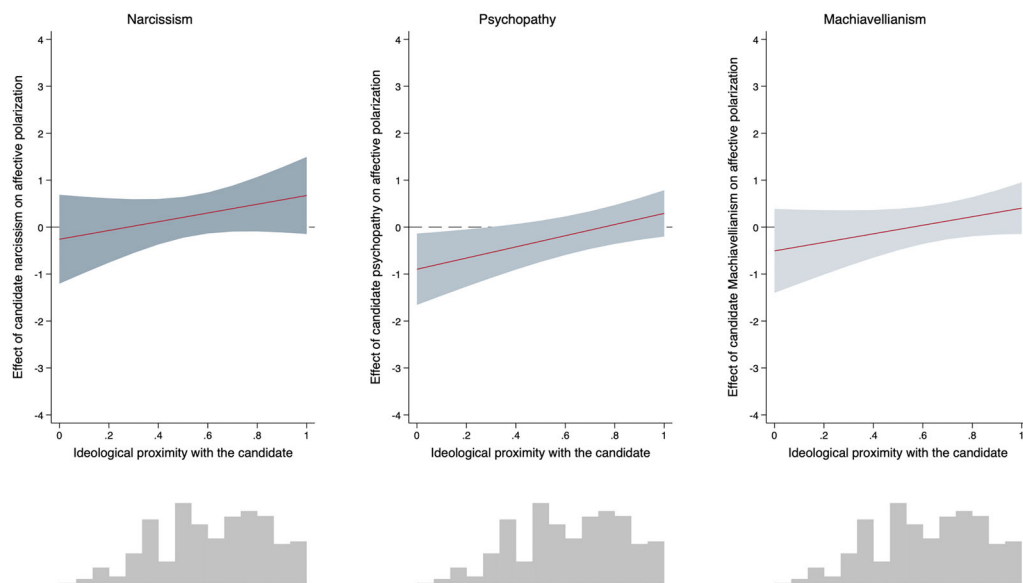 Narcissism
Effect of candidate narcissism on affective polarization
4
3
2
1
0
-1
-2
-3
-4
0 .2 .4 .6 .8 1
Ideological proximity with the candidate
Psychopathy
Effect of candidate psychopathy on affective polarization
4
3
2
1
0
-1
-2
-3
-4
0 .2 .4 .6 .8 1
Ideological proximity with the candidate
Machiavellianism
Effect of candidate Machiavellianism on affective polarization
4
3
2
1
0
-1
-2
-3
-4
0 .2 .4 .6 .8 1
Ideological proximity with the candidate